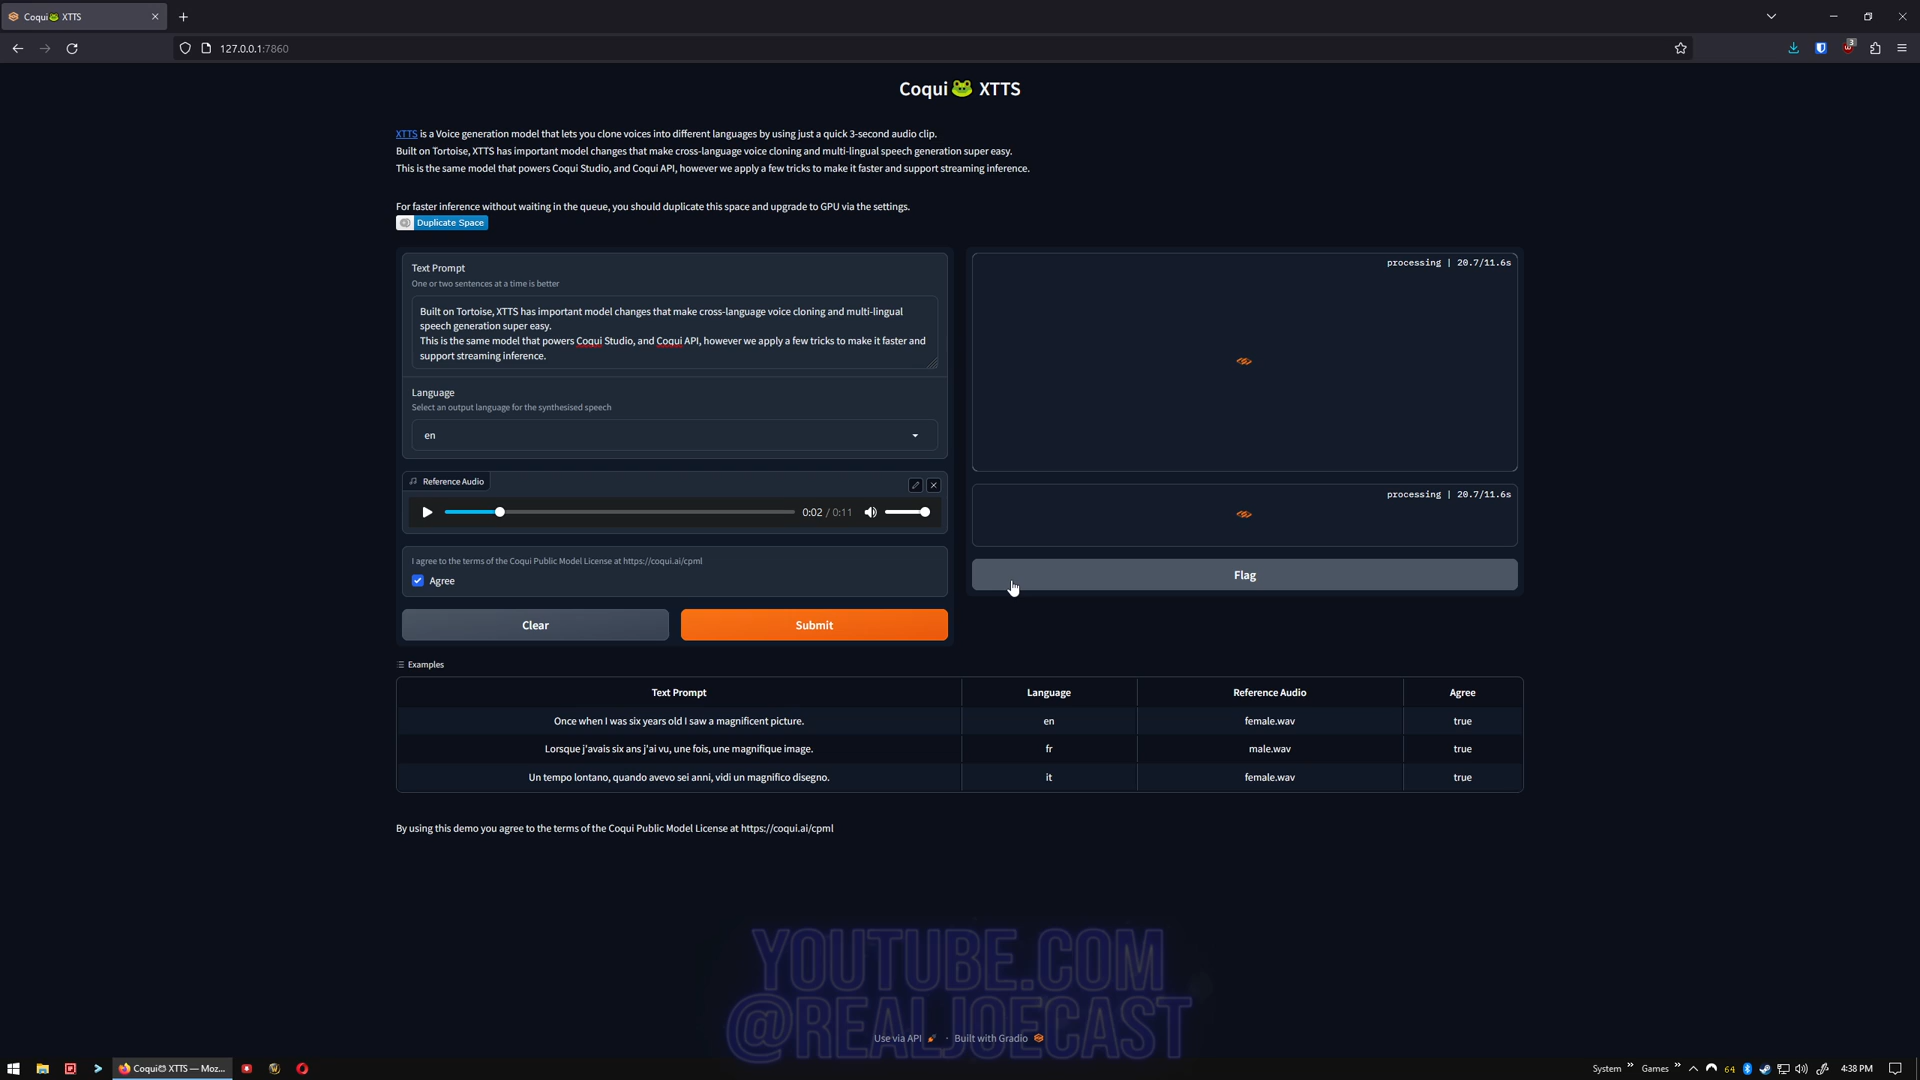 Coqui🐸 XTTS
127.0.0.1:7860
3
Coqui🐸 XTTS
XTTS is a Voice generation model that lets you clone voices into different languages by using just a quick 3-second audio clip.
Built on Tortoise, XTTS has important model changes that make cross-language voice cloning and multi-lingual speech generation super easy.
This is the same model that powers Coqui Studio, and Coqui API, however we apply a few tricks to make it faster and support streaming inference.
For faster inference without waiting in the queue, you should duplicate this space and upgrade to GPU via the settings.
Duplicate Space
Text Prompt
One or two sentences at a time is better
Built on Tortoise, XTTS has important model changes that make cross-language voice cloning and multi-lingual
speech generation super easy.
This is the same model that powers Coqui Studio, and Coqui API, however we apply a few tricks to make it faster and
support streaming inference.
Language
Select an output language for the synthesised speech
en
Reference Audio
0:02 / 0:11
I agree to the terms of the Coqui Public Model License at https://coqui.ai/cpml
Agree
Clear
Submit
processing | 20.7/11.6s
processing | 20.7/11.6s
Flag
Examples
Text Prompt Language Reference Audio Agree
Once when I was six years old I saw a magnificent picture. en female.wav true
Lorsque j'avais six ans j'ai vu, une fois, une magnifique image. fr male.wav true
Un tempo lontano, quando avevo sei anni, vidi un magnifico disegno. it female.wav true
By using this demo you agree to the terms of the Coqui Public Model License at https://coqui.ai/cpml
YOUTUBE.COM
@REALJOECAST
Use via API · Built with Gradio
Coqui🐸 XTTS — Moz...
System » Games » 64 4:38 PM